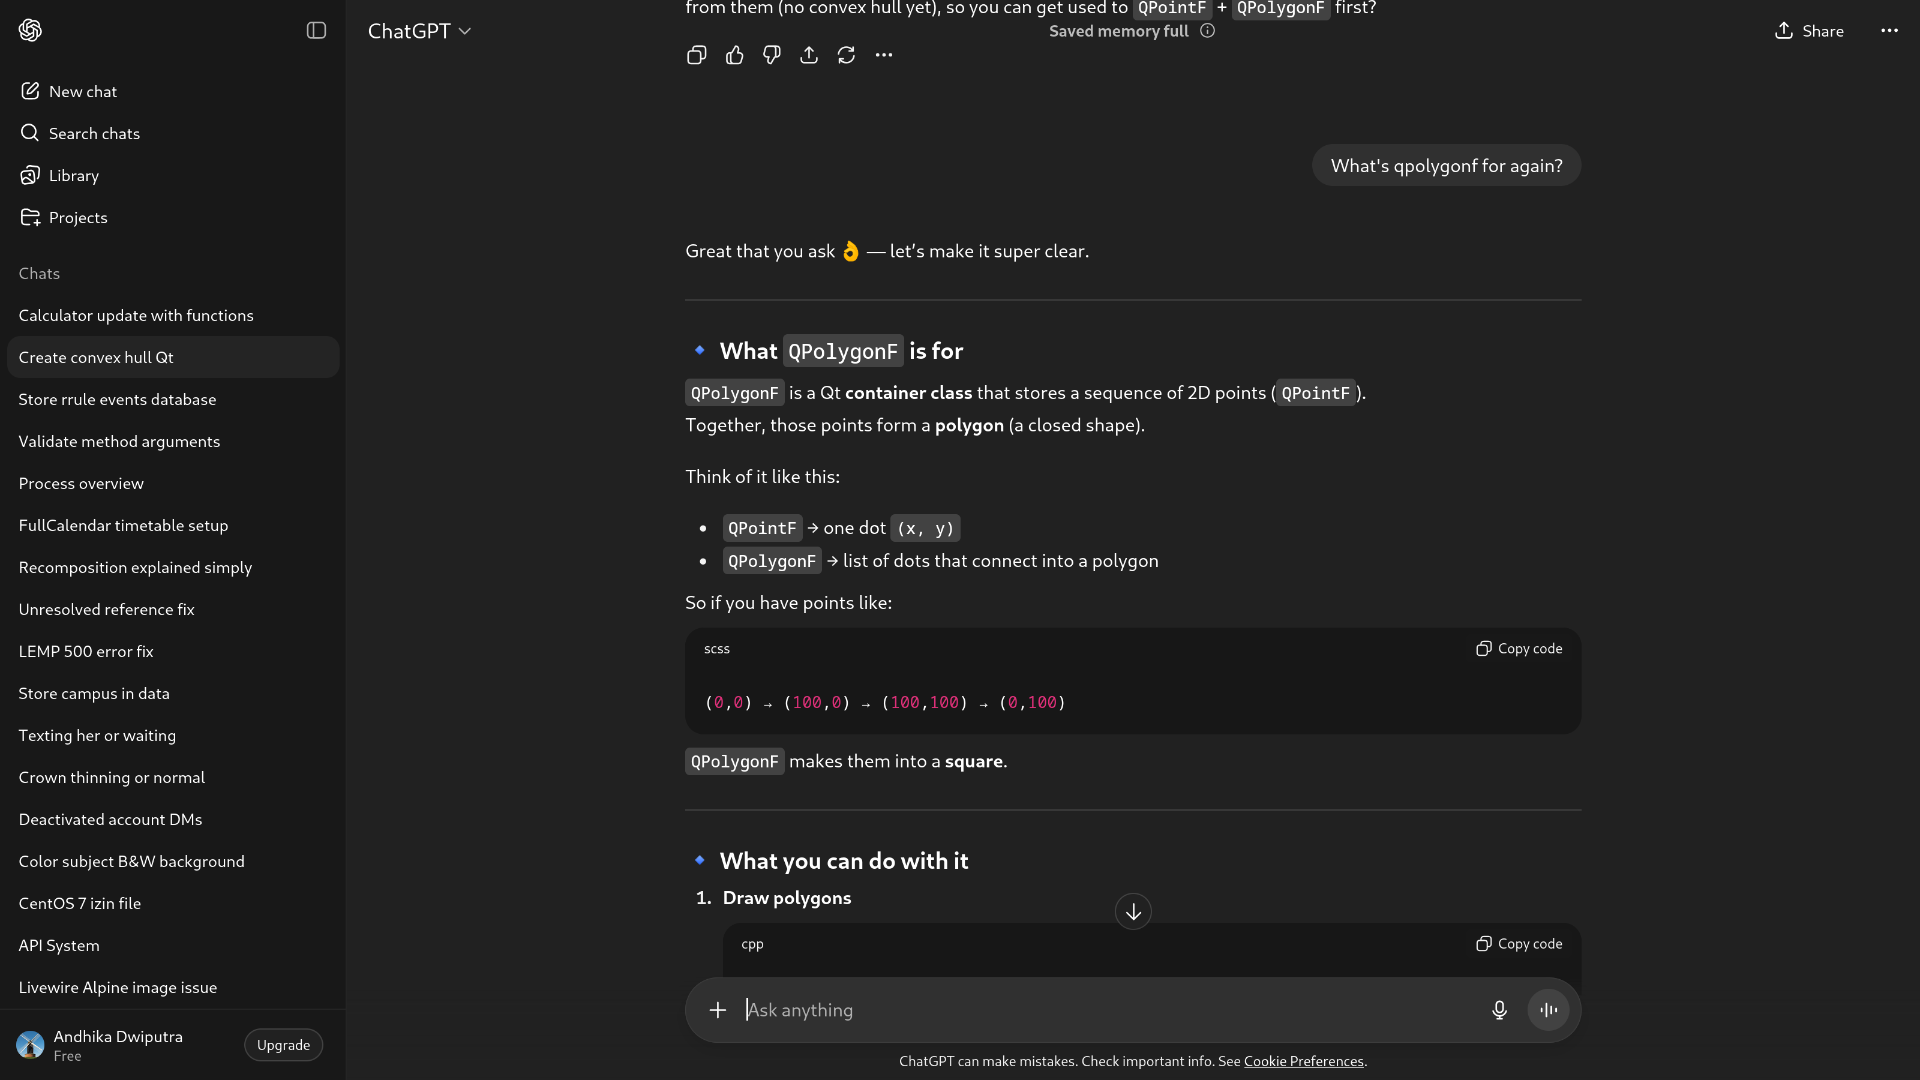 New chat
Search chats
Library
Projects
Chats
Calculator update with functions
Create convex hull Qt
Store rrule events database
Validate method arguments
Process overview
FullCalendar timetable setup
Recomposition explained simply
Unresolved reference fix
LEMP 500 error fix
Store campus in data
Texting her or waiting
Crown thinning or normal
Deactivated account DMs
Color subject B&W background
CentOS 7 izin file
API System
Livewire Alpine image issue
Andhika Dwiputra
Free
Upgrade
ChatGPT
Saved memory full
Share
from them (no convex hull yet), so you can get used to QPointF + QPolygonF first?
What's qpolygonf for again?
Great that you ask 👌 — let’s make it super clear.
🔹 What QPolygonF is for
QPolygonF is a Qt container class that stores a sequence of 2D points (QPointF).
Together, those points form a polygon (a closed shape).
Think of it like this:
• QPointF → one dot (x, y)
• QPolygonF → list of dots that connect into a polygon
So if you have points like:
scss
Copy code
(0,0) → (100,0) → (100,100) → (0,100)
QPolygonF makes them into a square.
🔹 What you can do with it
1. Draw polygons
cpp
Copy code
Ask anything
ChatGPT can make mistakes. Check important info. See Cookie Preferences.